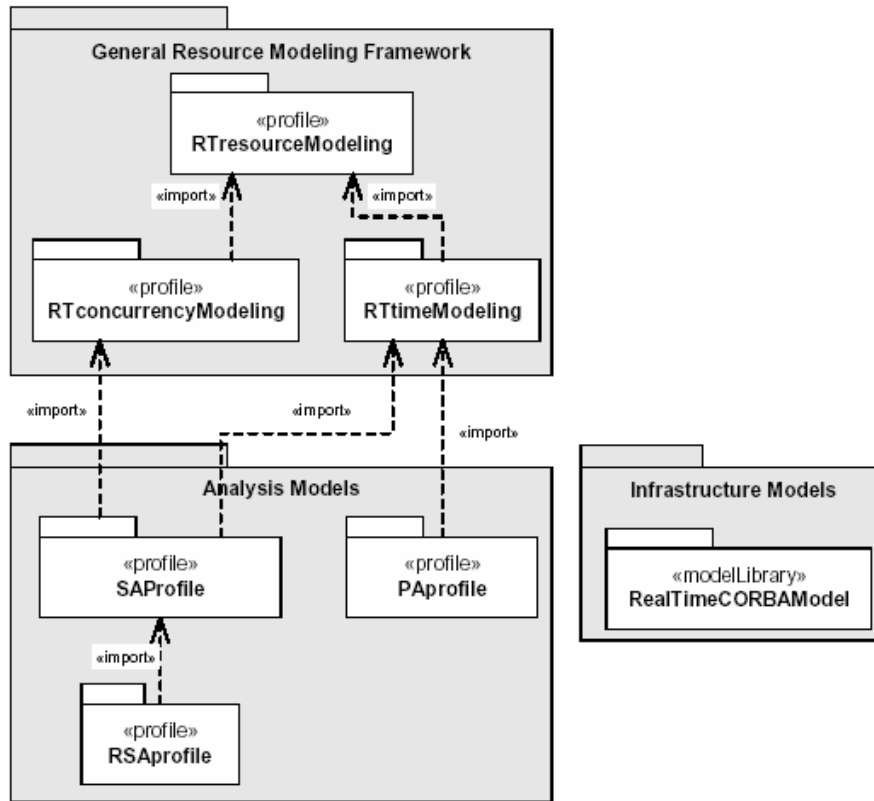 General Resource Modeling Framework
«profile»
RTresourceModeling
«import»
«import»
«profile»
RTconcurrencyModeling
«profile»
RTtimeModeling
«import»
«import»
«import»
Analysis Models
«profile»
SAProfile
«profile»
PAprofile
«import»
«profile»
RSAprofile
Infrastructure Models
«modelLibrary»
RealTimeCORBAModel